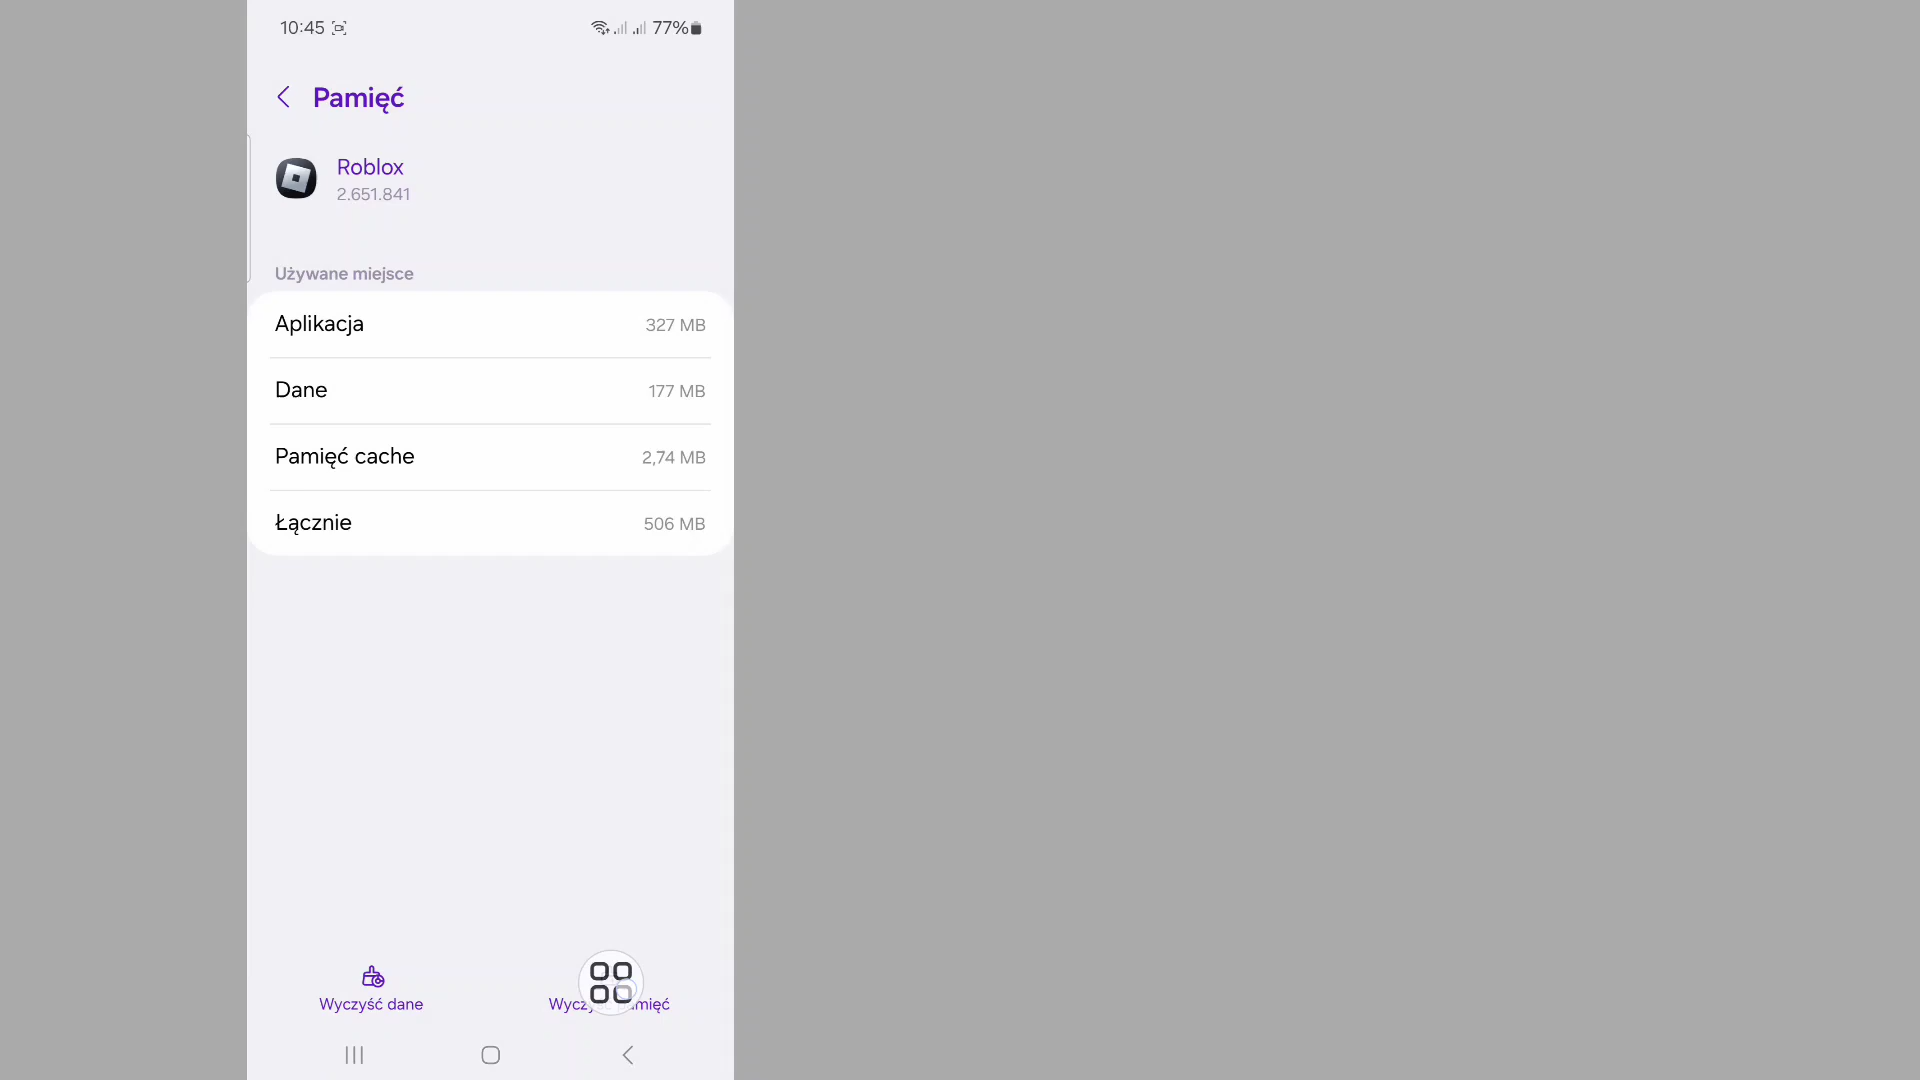 10:45 77%
Pamięć
Roblox
2.651.841
Używane miejsce
Aplikacja 327 MB
Dane 177 MB
Pamięć cache 2,74 MB
Łącznie 506 MB
Wyczyść dane